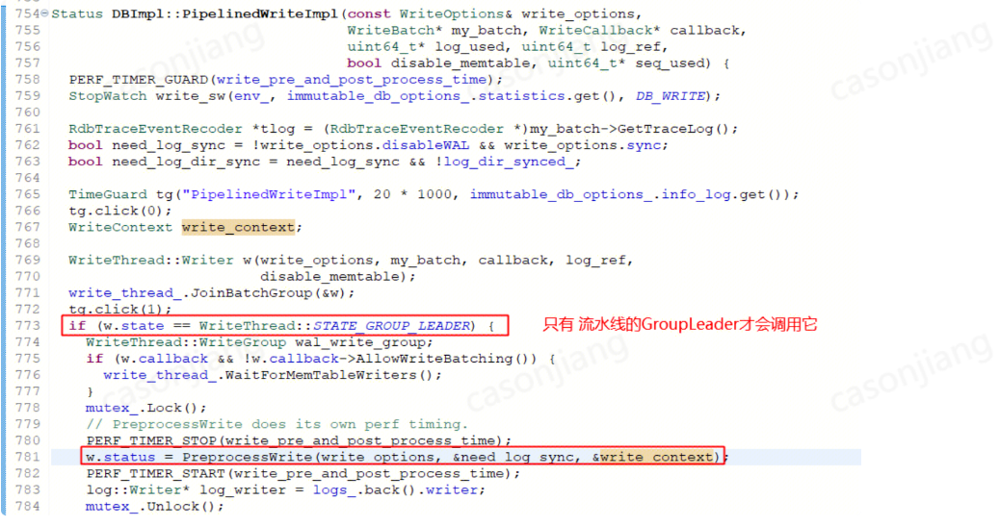 754 Status DBImpl::PipelinedWriteImpl(const WriteOptions& write_options,
755 WriteBatch* my_batch, WriteCallback* callback,
756 uint64_t* log_used, uint64_t log_ref,
757 bool disable_memtable, uint64_t* seq_used) {
758 PERF_TIMER_GUARD(write_pre_and_post_process_time);
759 StopWatch write_sw(env_, immutable_db_options_.statistics.get(), DB_WRITE);
760
761 RdbTraceEventRecoder *tlog = (RdbTraceEventRecoder *)my_batch->GetTraceLog();
762 bool need_log_sync = !write_options.disableWAL && write_options.sync;
763 bool need_log_dir_sync = need_log_sync && !log_dir_synced_;
764
765 TimeGuard tg("PipelinedWriteImpl", 20 * 1000, immutable_db_options_.info_log.get());
766 tg.click(0);
767 WriteContext write_context;
768
769 WriteThread::Writer w(write_options, my_batch, callback, log_ref,
770 disable_memtable);
771 write_thread_.JoinBatchGroup(&w);
772 tg.click(1);
773 if (w.state == WriteThread::STATE_GROUP_LEADER) { 只有 流水线的GroupLeader才会调用它
774 WriteThread::WriteGroup wal_write_group;
775 if (w.callback && !w.callback->AllowWriteBatching()) {
776 write_thread_.WaitForMemTableWriters();
777 }
778 mutex_.Lock();
779 // PreprocessWrite does its own perf timing.
780 PERF_TIMER_STOP(write_pre_and_post_process_time);
781 w.status = PreprocessWrite(write_options, &need_log_sync, &write_context);
782 PERF_TIMER_START(write_pre_and_post_process_time);
783 log::Writer* log_writer = logs_.back().writer;
784 mutex_.Unlock();
casonjiang
casonjiang
casonjiang
casonjiang
casonjiang
casonjiang